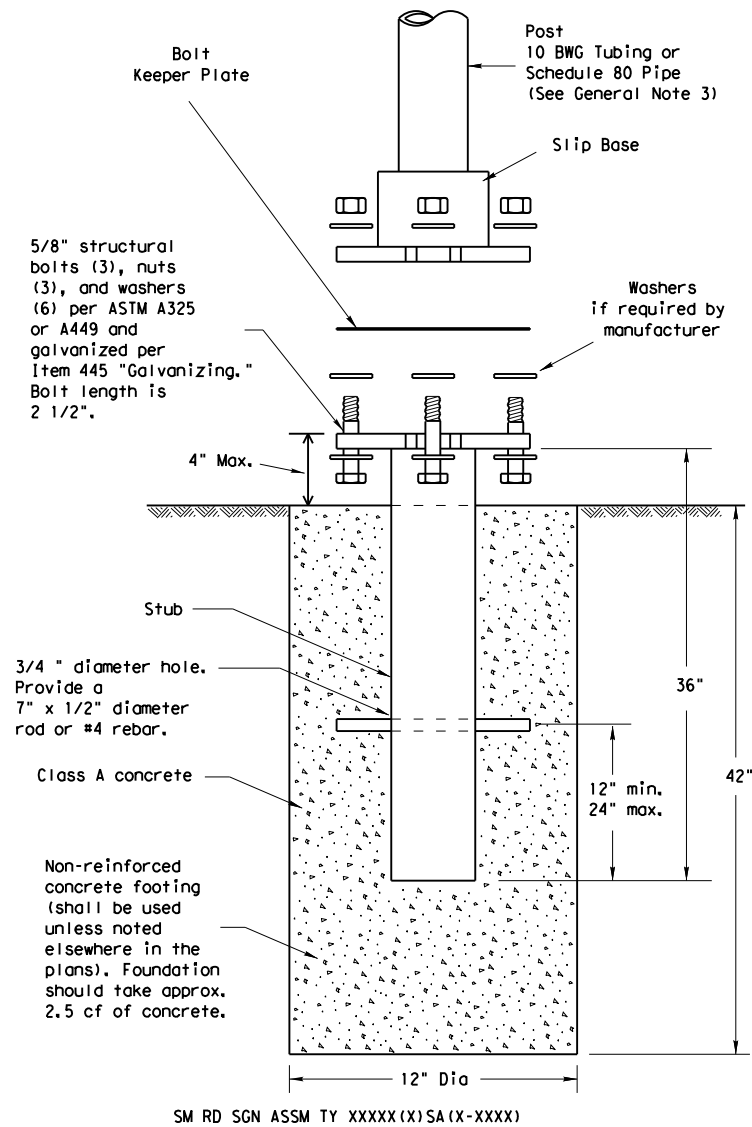 Bolt
Keeper Plate
Post
10 BWG Tubing or
Schedule 80 Pipe
(See General Note 3)
Slip Base
5/8" structural
bolts (3), nuts
(3), and washers
(6) per ASTM A325
or A449 and
galvanized per
Item 445 "Galvanizing."
Bolt length is
2 1/2".
Washers
if required by
manufacturer
4" Max.
Stub
3/4 " diameter hole.
Provide a
7" x 1/2" diameter
rod or #4 rebar.
36"
Class A concrete
12" min.
24" max.
42"
Non-reinforced
concrete footing
(shall be used
unless noted
elsewhere in the
plans). Foundation
should take approx.
2.5 cf of concrete.
12" Dia
SM RD SGN ASSM TY XXXXX(X)SA(X-XXXX)